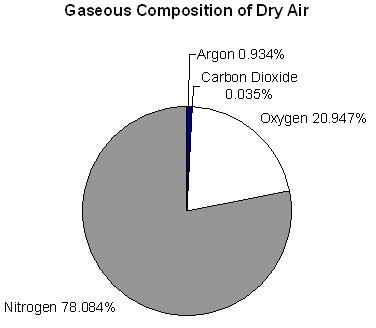 Gaseous Composition of Dry Air
Argon 0.934%
Carbon Dioxide
0.035%
Oxygen 20.947%
Nitrogen 78.084%